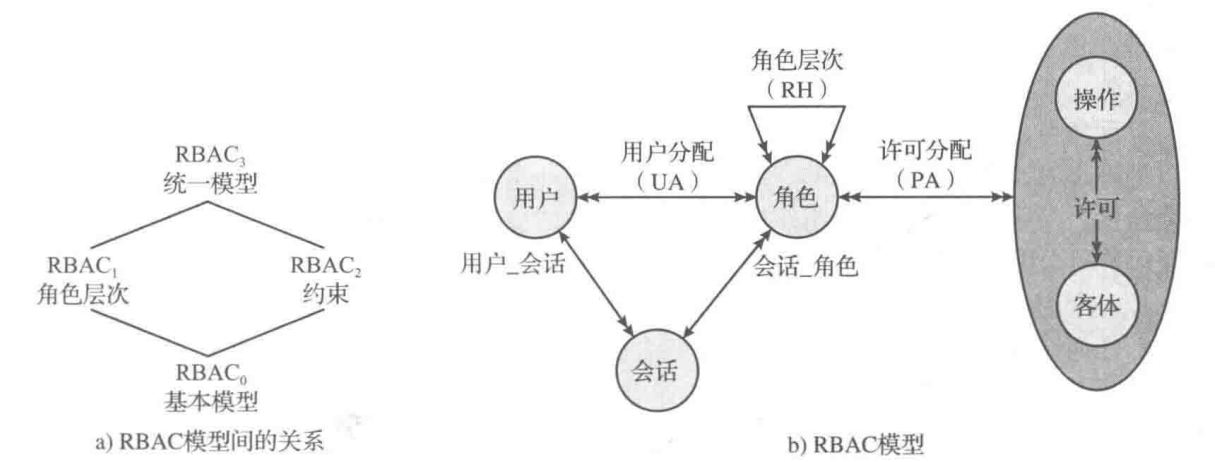 RBAC₃
统一模型
RBAC₁
角色层次
RBAC₂
约束
RBAC₀
基本模型
a) RBAC模型间的关系
角色层次
（RH）
用户分配
（UA）
许可分配
（PA）
用户
角色
操作
许可
客体
用户_会话
会话_角色
会话
b) RBAC模型